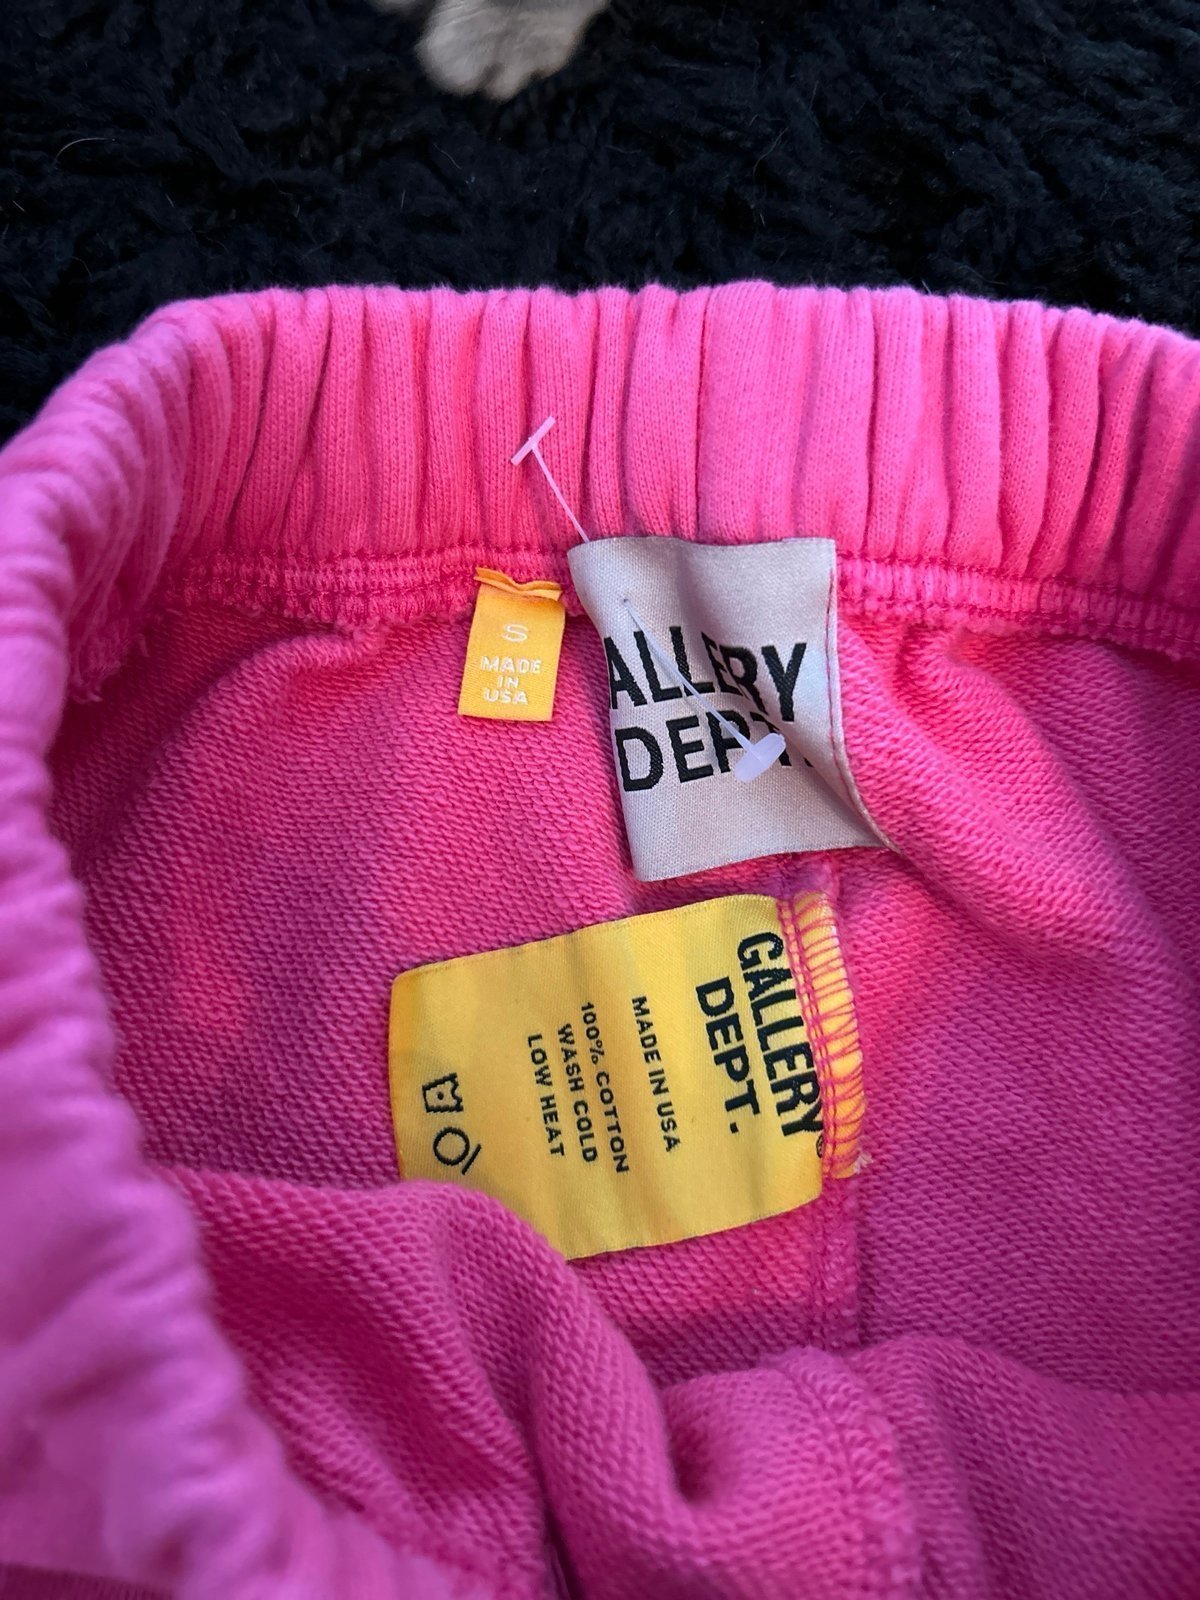 S
MADE
IN
USA
ALLERY
DEPT.
GALLERY®
DEPT.
MADE IN USA
100% COTTON
WASH COLD
LOW HEAT